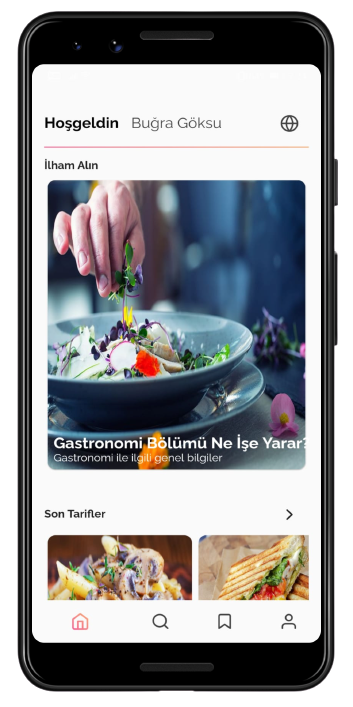 Hoşgeldin Buğra Göksu
İlham Alın
Gastronomi Bölümü Ne İşe Yarar?
Gastronomi ile ilgili genel bilgiler
Son Tarifler